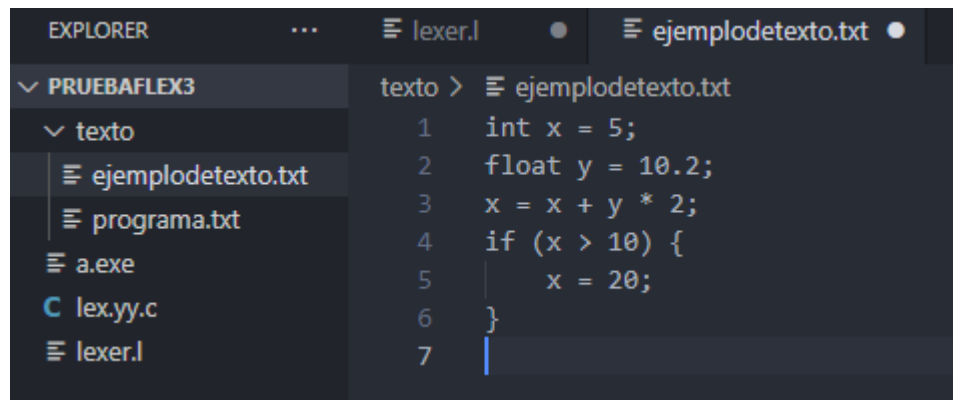 EXPLORER ...
PRUEBAFLEX3
texto
ejemplodetexto.txt
programa.txt
a.exe
C lex.yy.c
lexer.l
lexer.l
ejemplodetexto.txt
texto > ejemplodetexto.txt
1 int x = 5;
2 float y = 10.2;
3 x = x + y * 2;
4 if (x > 10) {
5     x = 20;
6 }
7